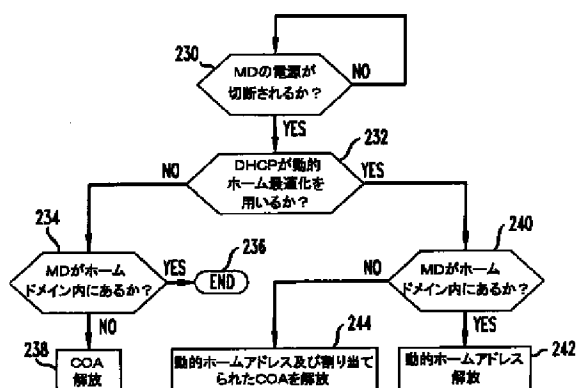 230
MDの電源が
切断されるか?
NO
YES
232
DHCPが動的
ホーム最適化を
用いるか?
NO
YES
234
MDがホーム
ドメイン内にあるか?
YES
236
END
NO
238
COA
解放
240
MDがホーム
ドメイン内にあるか?
NO
YES
244
動的ホームアドレス及び割り当て
られたCOAを解放
動的ホームアドレス
解放
242